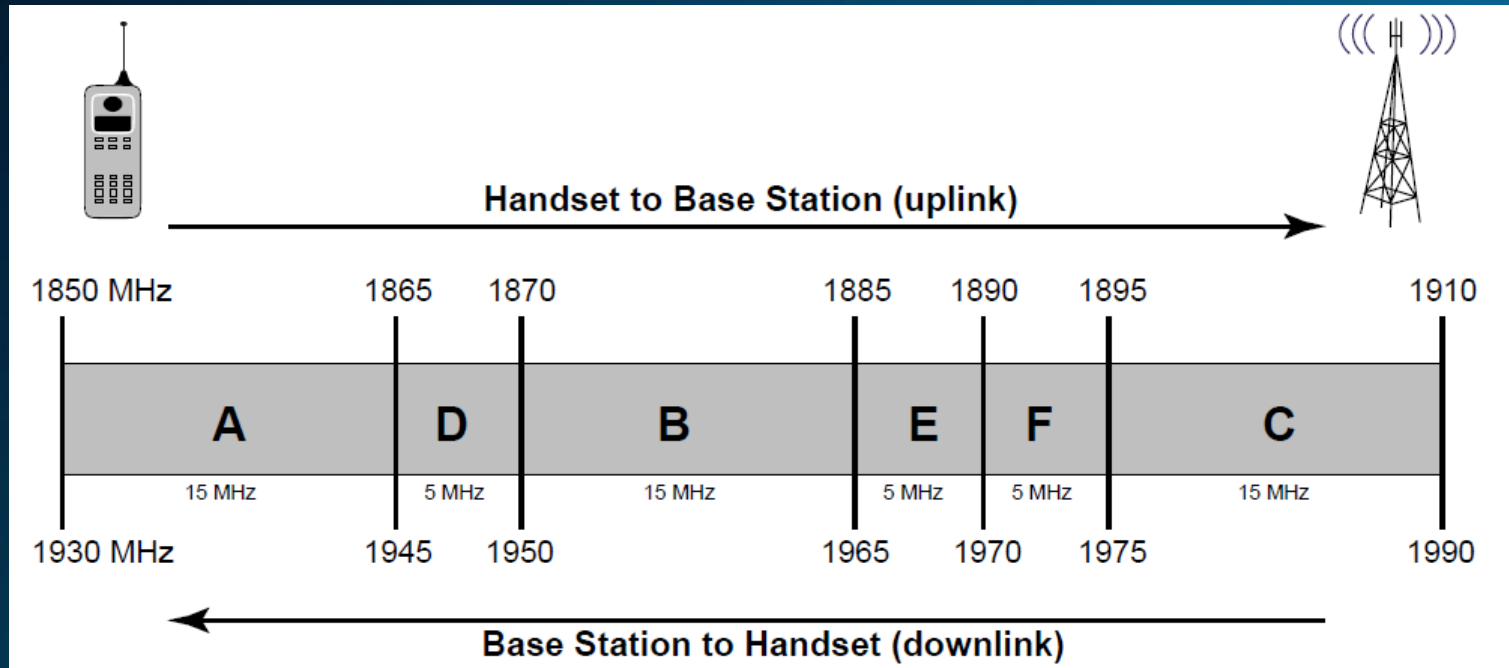 Handset to Base Station (uplink)
1850 MHz 1865 1870 1885 1890 1895 1910
A D B E F C
15 MHz 5 MHz 15 MHz 5 MHz 5 MHz 15 MHz
1930 MHz 1945 1950 1965 1970 1975 1990
Base Station to Handset (downlink)